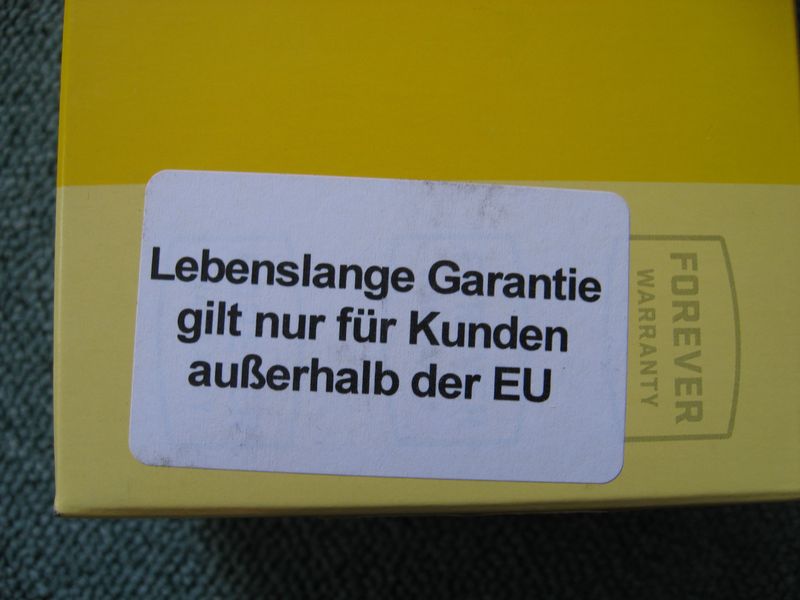 Lebenslange Garantie
gilt nur für Kunden
außerhalb der EU
FOREVER
WARRANTY